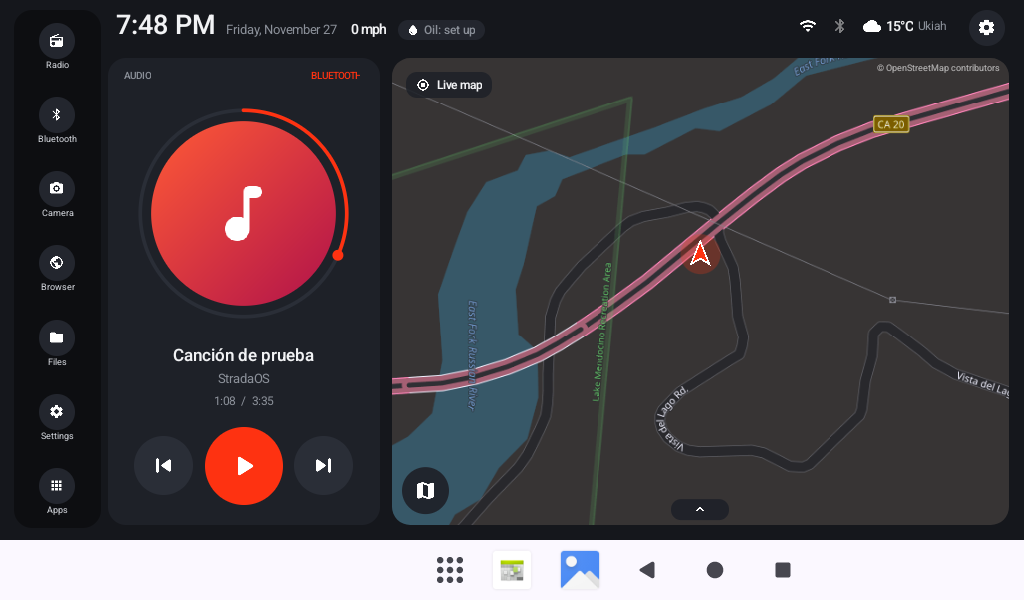 7:48 PM Friday, November 27 0 mph Oil: set up 15°C Ukiah
Radio
Bluetooth
Camera
Browser
Files
Settings
Apps
AUDIO BLUETOOTH
Canción de prueba
StradaOS
1:08 / 3:35
Live map
© OpenStreetMap contributors
East Fork
CA 20
East Fork Russian River
Lake Mendocino Recreation Area
Vista del Lago Rd.
Vista del Lag